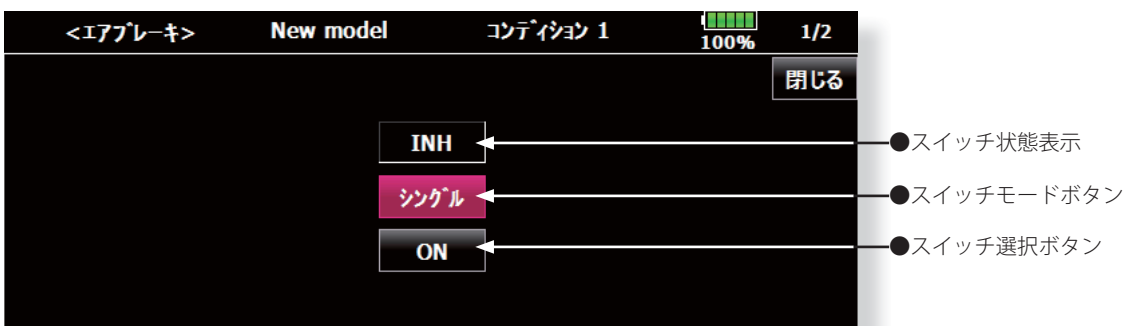 <ｴｱﾌﾞﾚｰｷ> New model ｺﾝﾃﾞｨｼｮﾝ 1 100% 1/2
閉じる
INH ●スイッチ状態表示
ｼﾝｸﾞﾙ ●スイッチモードボタン
ON ●スイッチ選択ボタン